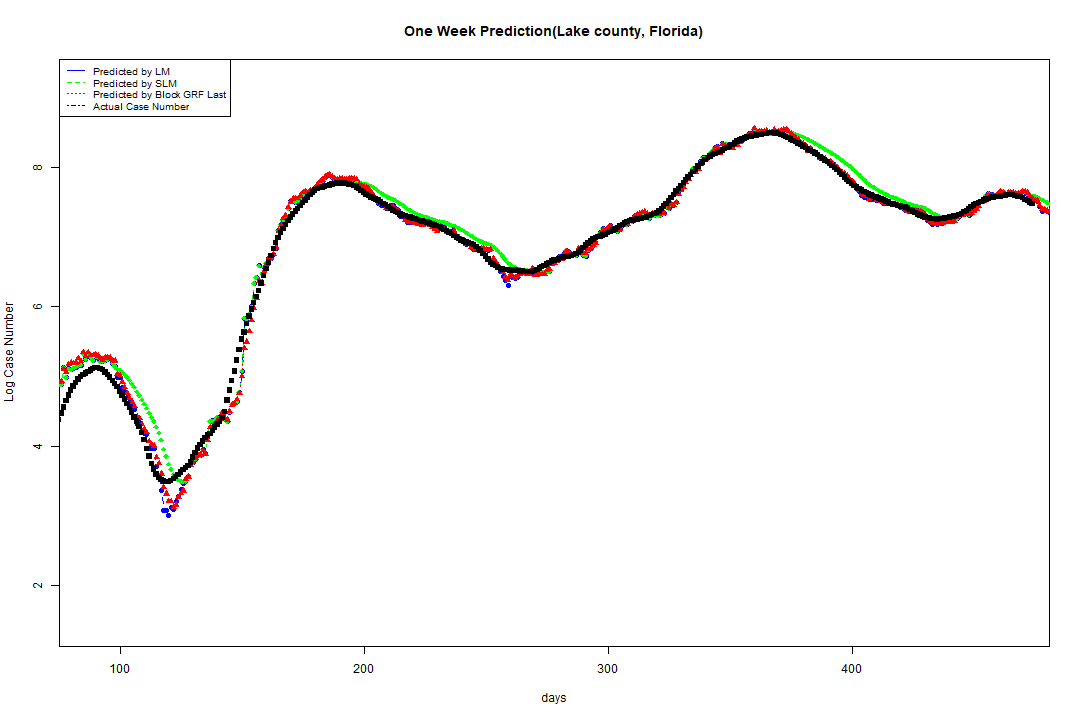 One Week Prediction(Lake county, Florida)
Predicted by LM
Predicted by SLM
Predicted by Block GRF Last
Actual Case Number
Log Case Number
8
6
4
2
100 200 300 400
days